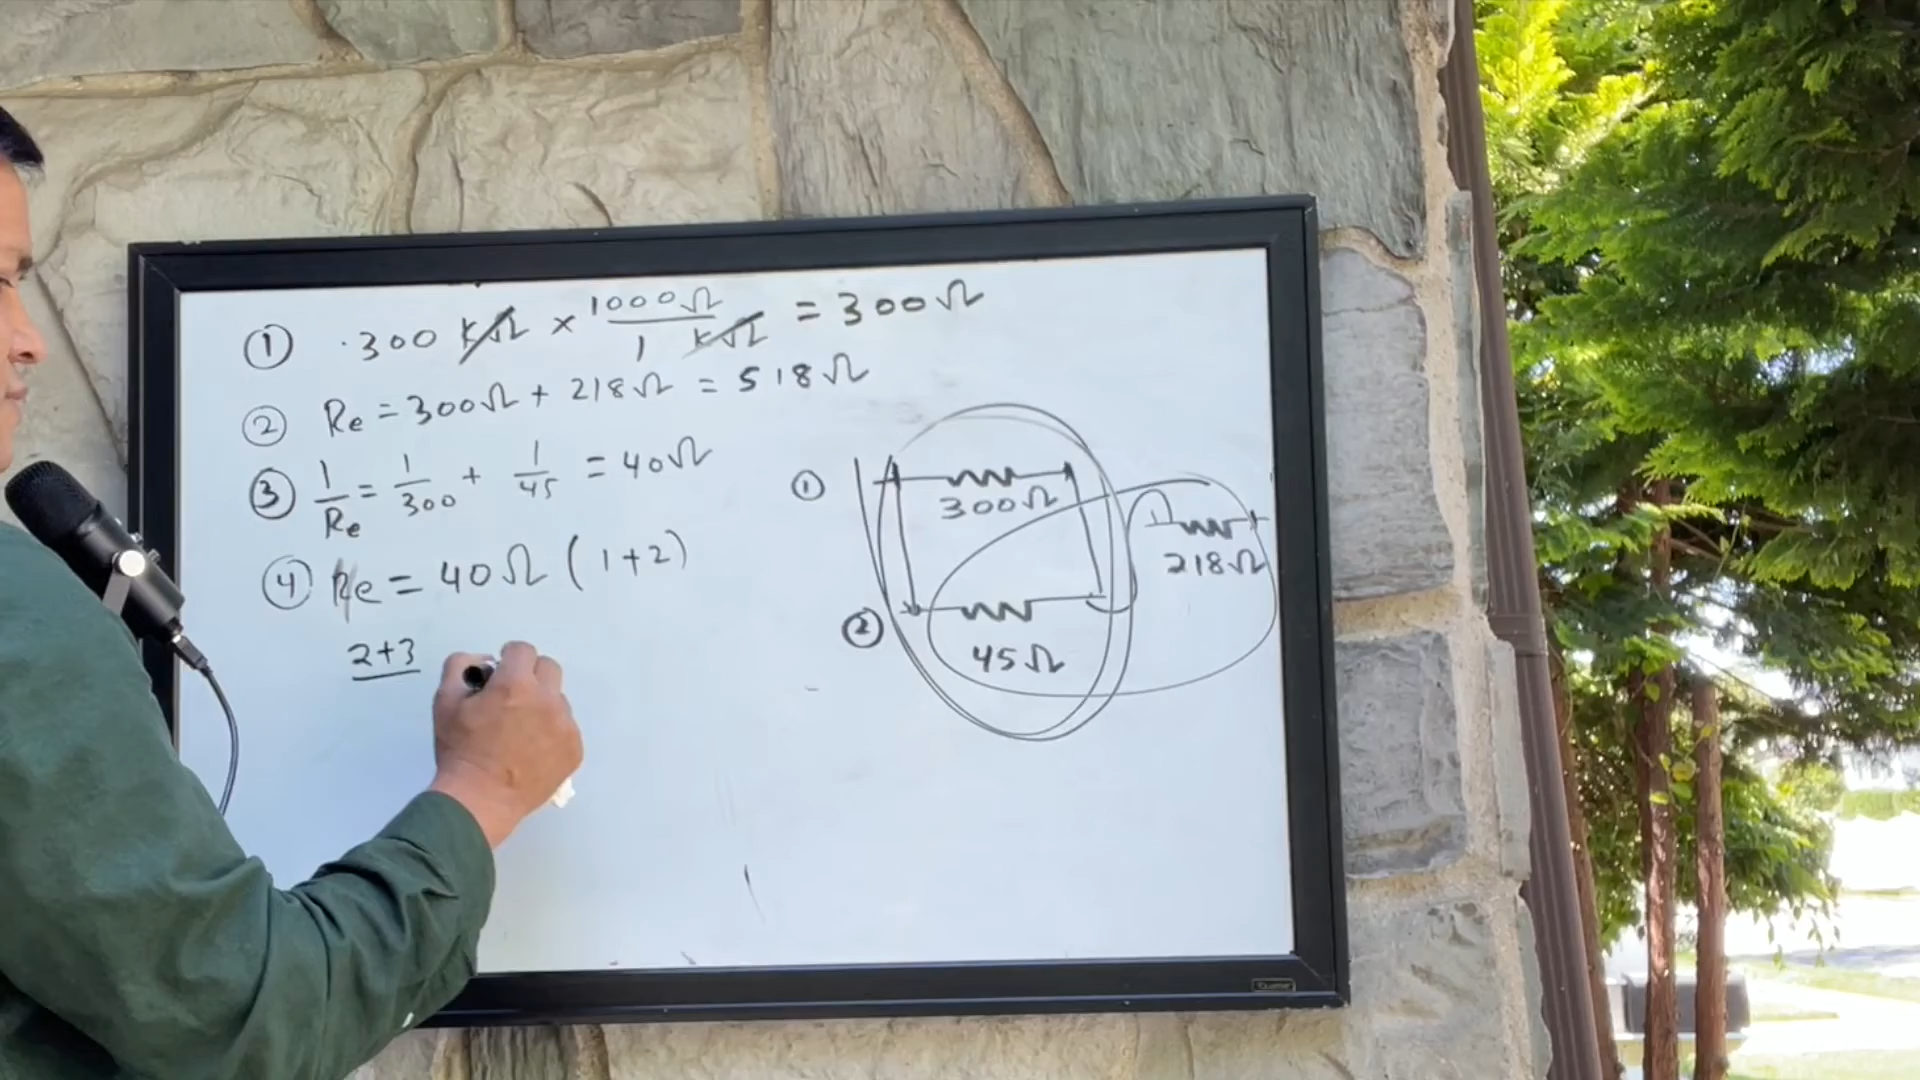 ① .300 kΩ × 1000Ω / 1 kΩ = 300Ω
② Re = 300Ω + 218Ω = 518Ω
③ 1/Re = 1/300 + 1/45 = 40Ω
④ Re = 40Ω (1+2)
2+3
① 300Ω
218Ω
② 45Ω